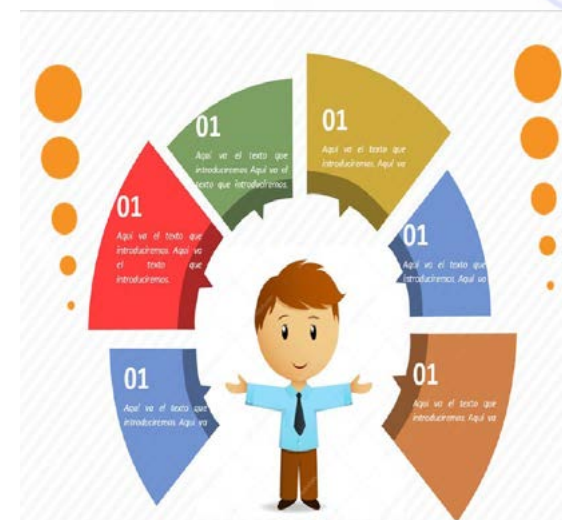 01
Aquí va el texto que
introduciremos. Aquí va
el texto que
introduciremos.
01
Aquí va el texto que
introduciremos Aquí va el
texto que introduciremos.
01
Aquí va el texto que
introduciremos. Aquí va
01
Aquí va el texto que
introduciremos, Aquí va
01
Aquí va el texto que
introduciremos Aquí va
01
Aquí va el texto que
introduciremos Aquí va